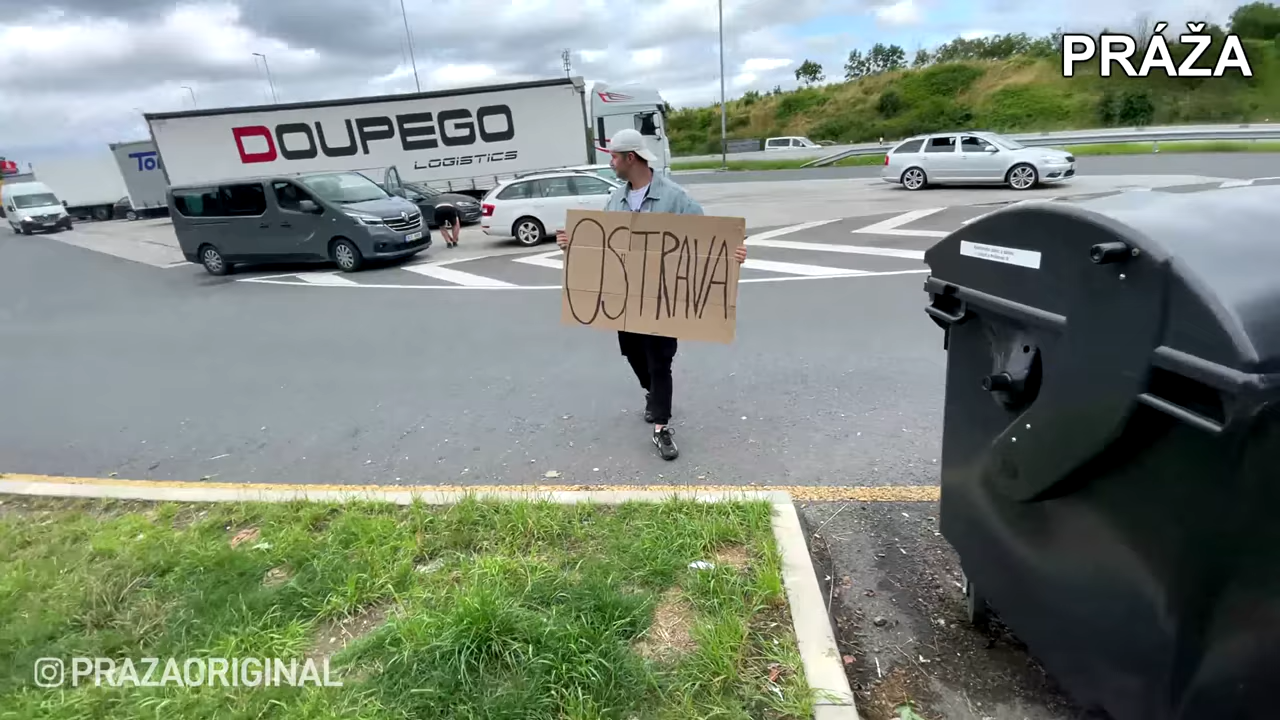 PRÁŽA
DOUPEGO
LOGISTICS
OSTRAVA
PRAZAORIGINAL